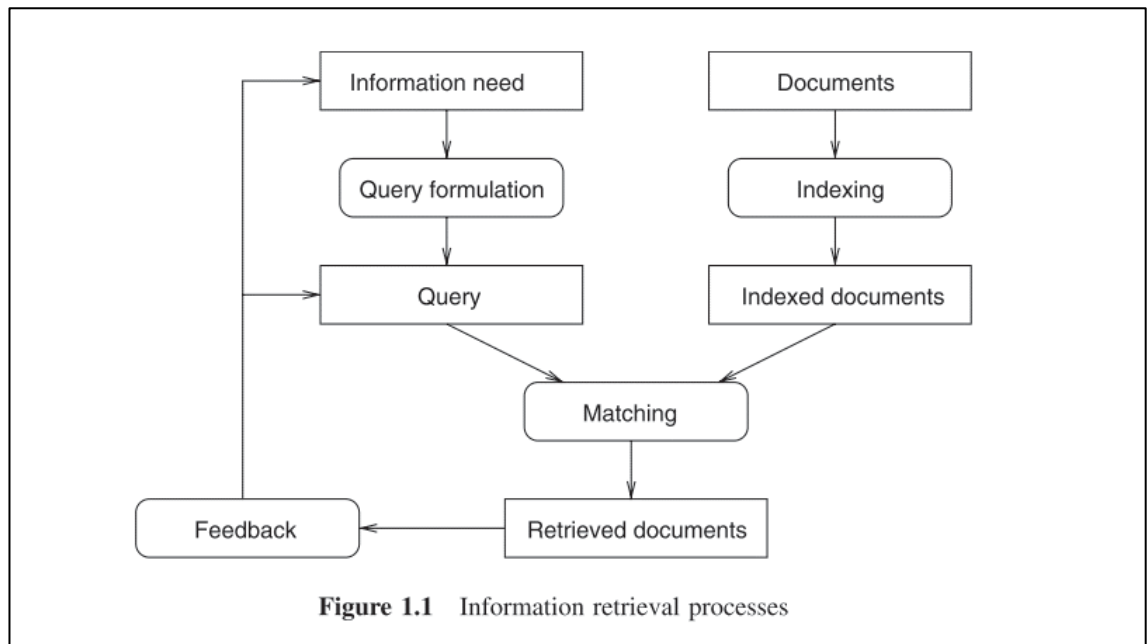 Information need
Documents
Query formulation
Indexing
Query
Indexed documents
Matching
Feedback
Retrieved documents
Figure 1.1 Information retrieval processes